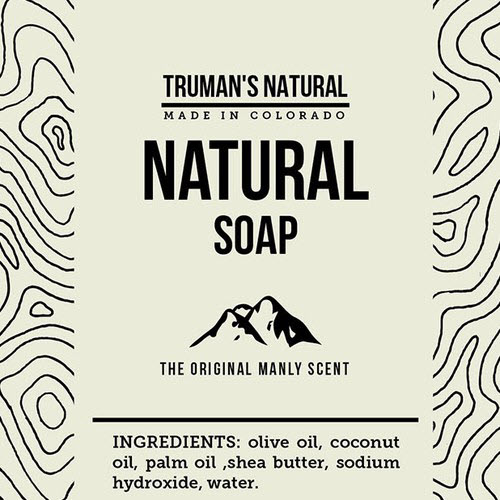 TRUMAN'S NATURAL
MADE IN COLORADO
NATURAL
SOAP
THE ORIGINAL MANLY SCENT
INGREDIENTS: olive oil, coconut
oil, palm oil ,shea butter, sodium
hydroxide, water.